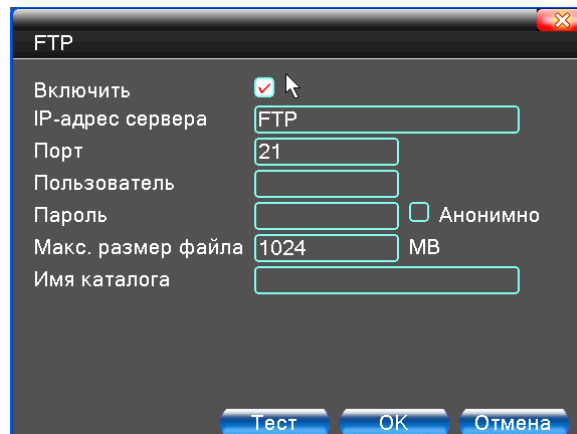 FTP
Включить
IP-адрес сервера FTP
Порт 21
Пользователь
Пароль Анонимно
Макс. размер файла 1024 MB
Имя каталога
Тест OK Отмена